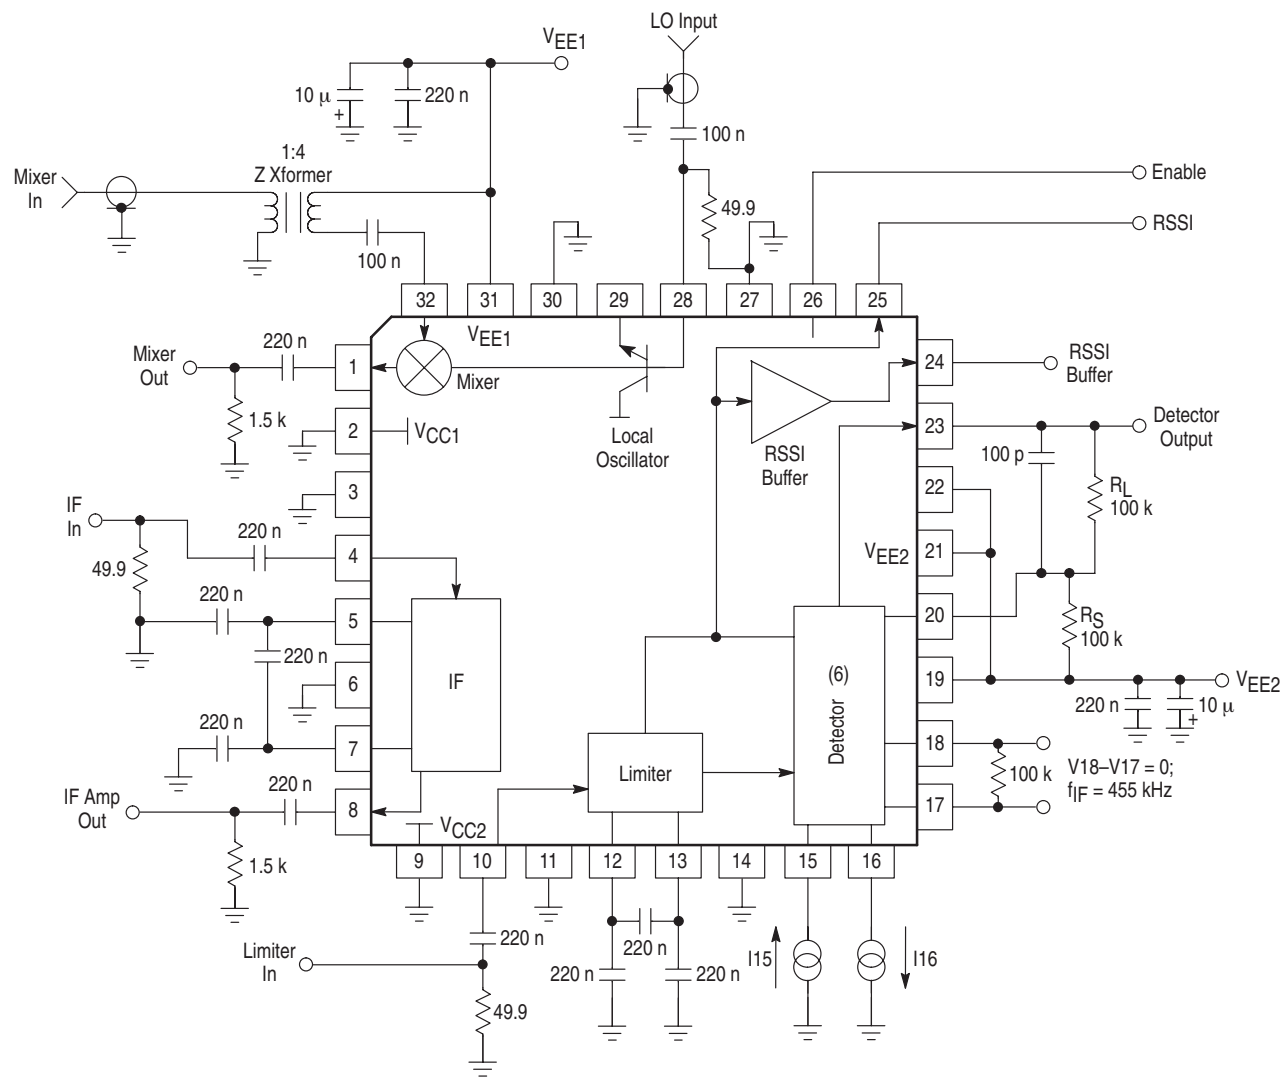 LO Input
VEE1
10 μ
+
220 n
100 n
1:4
Z Xformer
Mixer
In
49.9
Enable
RSSI
100 n
32
31
30
29
28
27
26
25
VEE1
Mixer
Out
220 n
1
Mixer
1.5 k
2
VCC1
3
Local
Oscillator
RSSI
Buffer
24
RSSI
Buffer
23
Detector
Output
100 p
22
RL
100 k
IF
In
220 n
4
49.9
VEE2
21
220 n
5
20
RS
100 k
220 n
6
IF
(6)
Detector
19
VEE2
220 n
10 μ
+
220 n
7
Limiter
18
100 k
V18–V17 = 0;
fIF = 455 kHz
17
IF Amp
Out
220 n
8
VCC2
1.5 k
9
10
11
12
13
14
15
16
220 n
220 n
Limiter
In
220 n
220 n
I15
I16
49.9